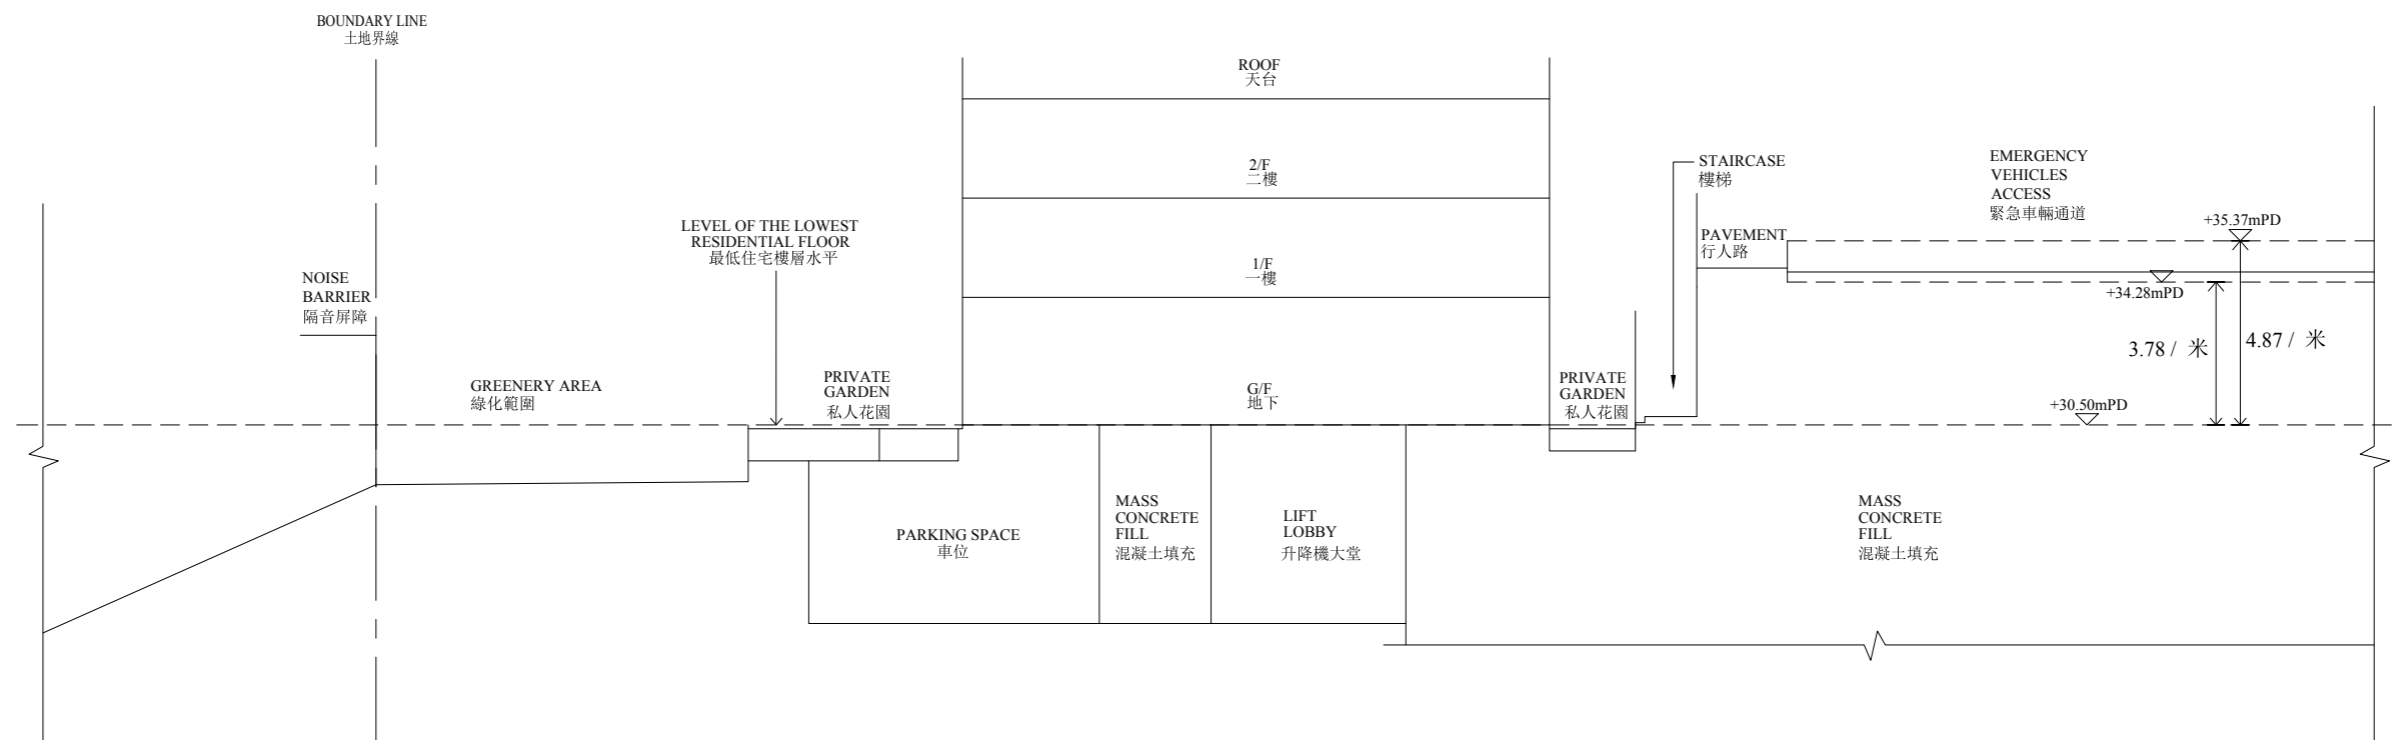 BOUNDARY LINE
土地界線
ROOF
天台
2/F
二樓
1/F
一樓
G/F
地下
LEVEL OF THE LOWEST
RESIDENTIAL FLOOR
最低住宅樓層水平
NOISE
BARRIER
隔音屏障
GREENERY AREA
綠化範圍
PRIVATE
GARDEN
私人花園
PRIVATE
GARDEN
私人花園
STAIRCASE
樓梯
PAVEMENT
行人路
EMERGENCY
VEHICLES
ACCESS
緊急車輛通道
+35.37mPD
+34.28mPD
3.78 / 米
4.87 / 米
+30.50mPD
PARKING SPACE
車位
MASS
CONCRETE
FILL
混凝土填充
LIFT
LOBBY
升降機大堂
MASS
CONCRETE
FILL
混凝土填充